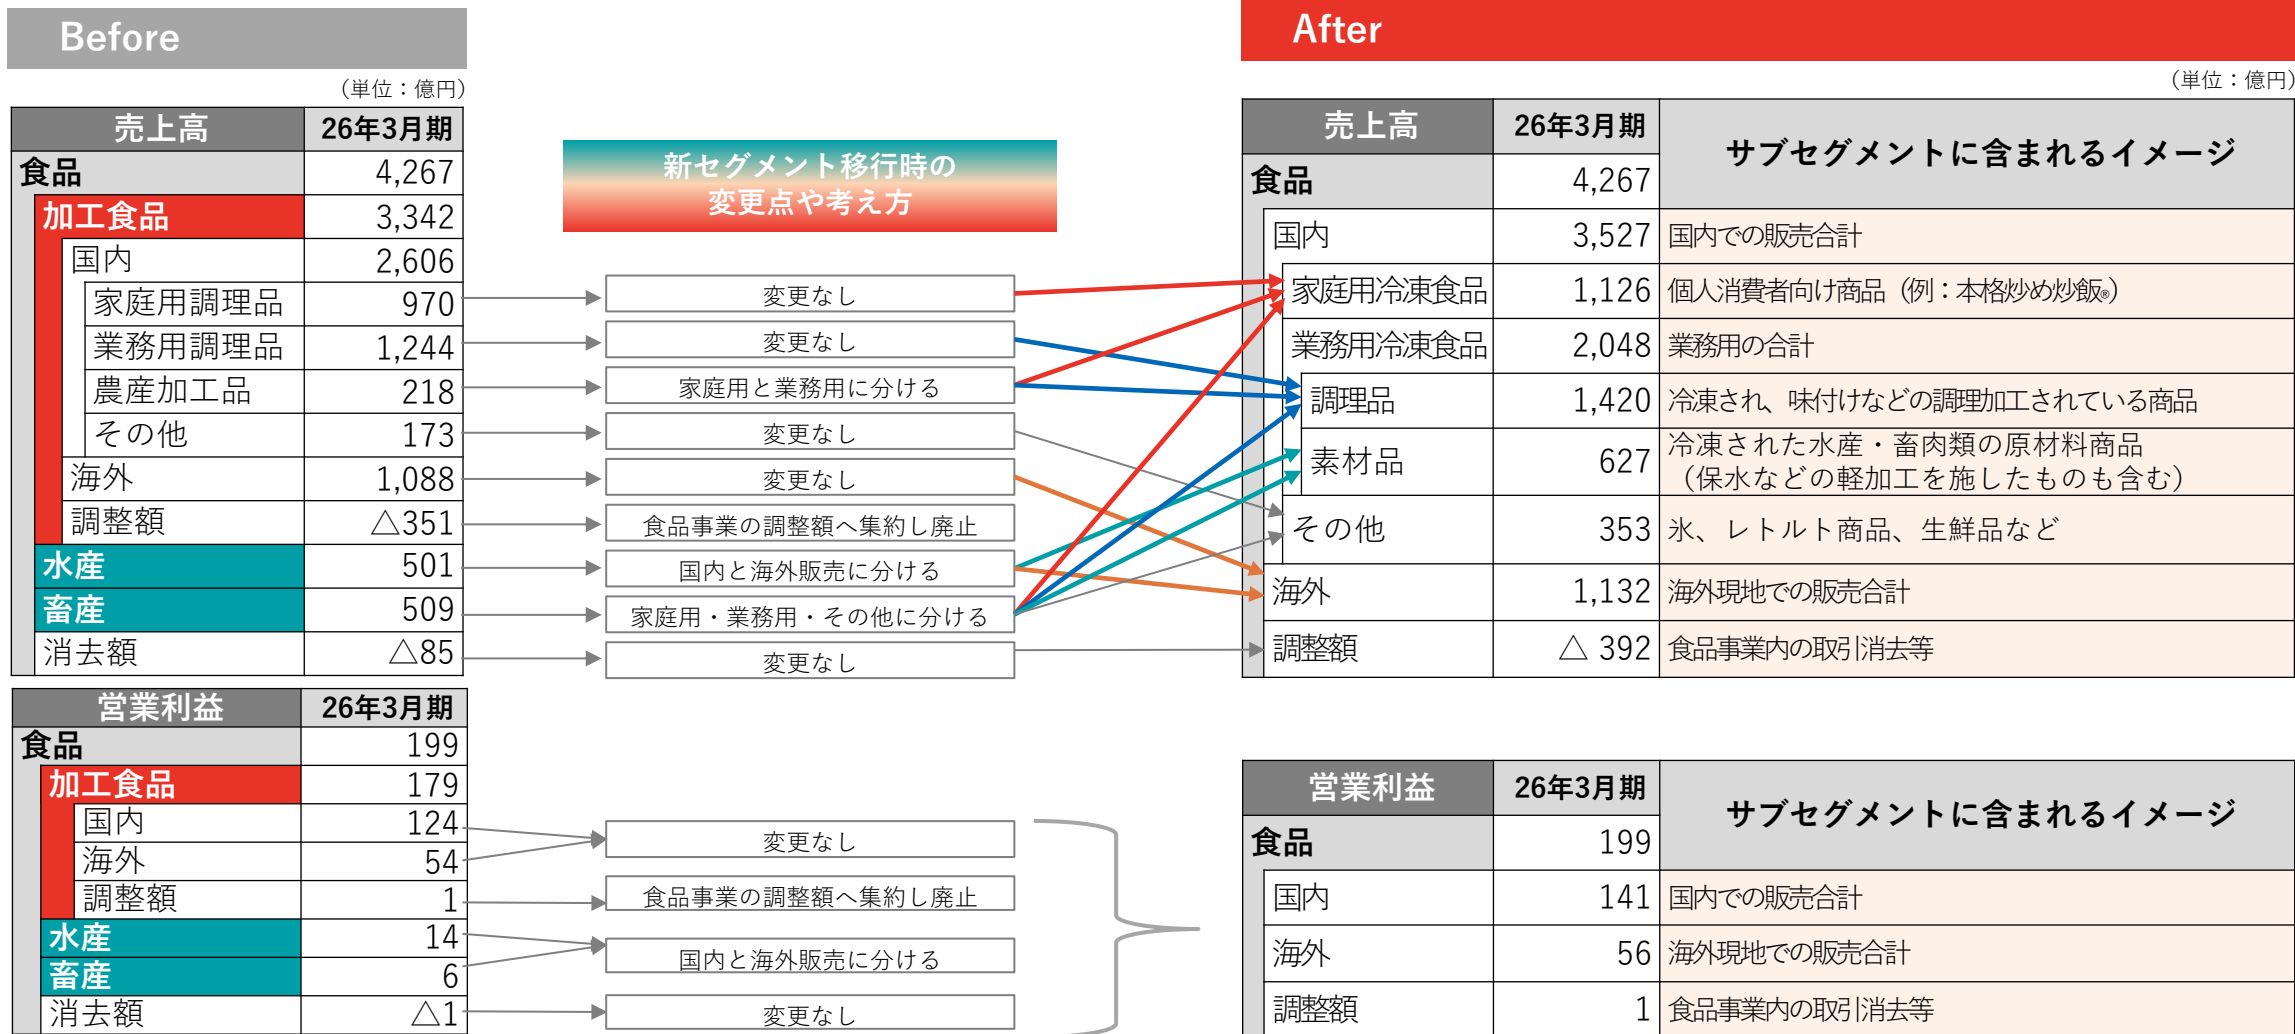 Before
（単位：億円）
売上高 26年3月期
食品 4,267
加工食品 3,342
国内 2,606
家庭用調理品 970
業務用調理品 1,244
農産加工品 218
その他 173
海外 1,088
調整額 △351
水産 501
畜産 509
消去額 △85
営業利益 26年3月期
食品 199
加工食品 179
国内 124
海外 54
調整額 1
水産 14
畜産 6
消去額 △1
新セグメント移行時の
変更点や考え方
変更なし
変更なし
家庭用と業務用に分ける
変更なし
変更なし
食品事業の調整額へ集約し廃止
国内と海外販売に分ける
家庭用・業務用・その他に分ける
変更なし
変更なし
食品事業の調整額へ集約し廃止
国内と海外販売に分ける
変更なし
After
（単位：億円）
売上高 26年3月期 サブセグメントに含まれるイメージ
食品 4,267
国内 3,527 国内での販売合計
家庭用冷凍食品 1,126 個人消費者向け商品（例：本格炒め炒飯®）
業務用冷凍食品 2,048 業務用の合計
調理品 1,420 冷凍され、味付けなどの調理加工されている商品
素材品 627 冷凍された水産・畜肉類の原材料商品
（保水などの軽加工を施したものも含む）
その他 353 氷、レトルト商品、生鮮品など
海外 1,132 海外現地での販売合計
調整額 △ 392 食品事業内の取引消去等
営業利益 26年3月期 サブセグメントに含まれるイメージ
食品 199
国内 141 国内での販売合計
海外 56 海外現地での販売合計
調整額 1 食品事業内の取引消去等